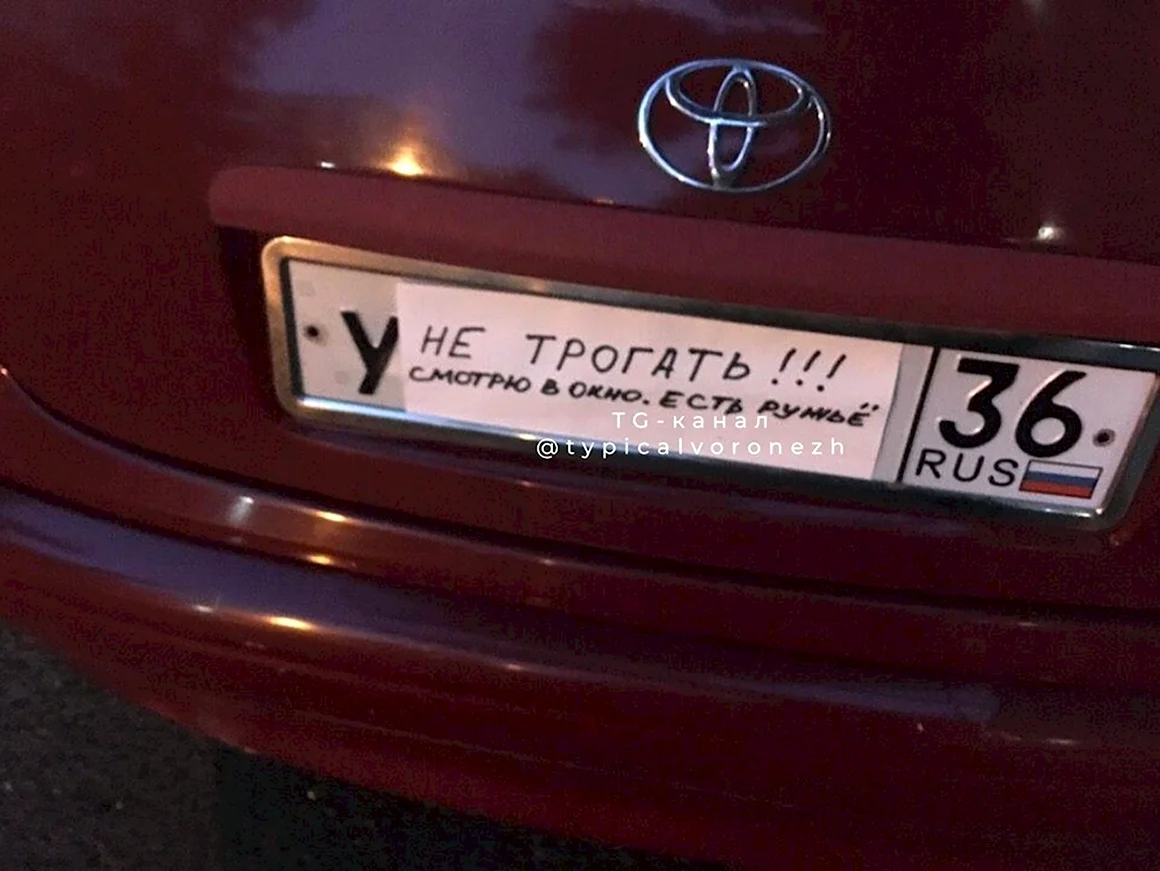 У
НЕ ТРОГАТЬ!!!
СМОТРЮ В ОКНО. ЕСТЬ РУЖЬЁ
36
RUS
TG-канал
@typicalvoronezh